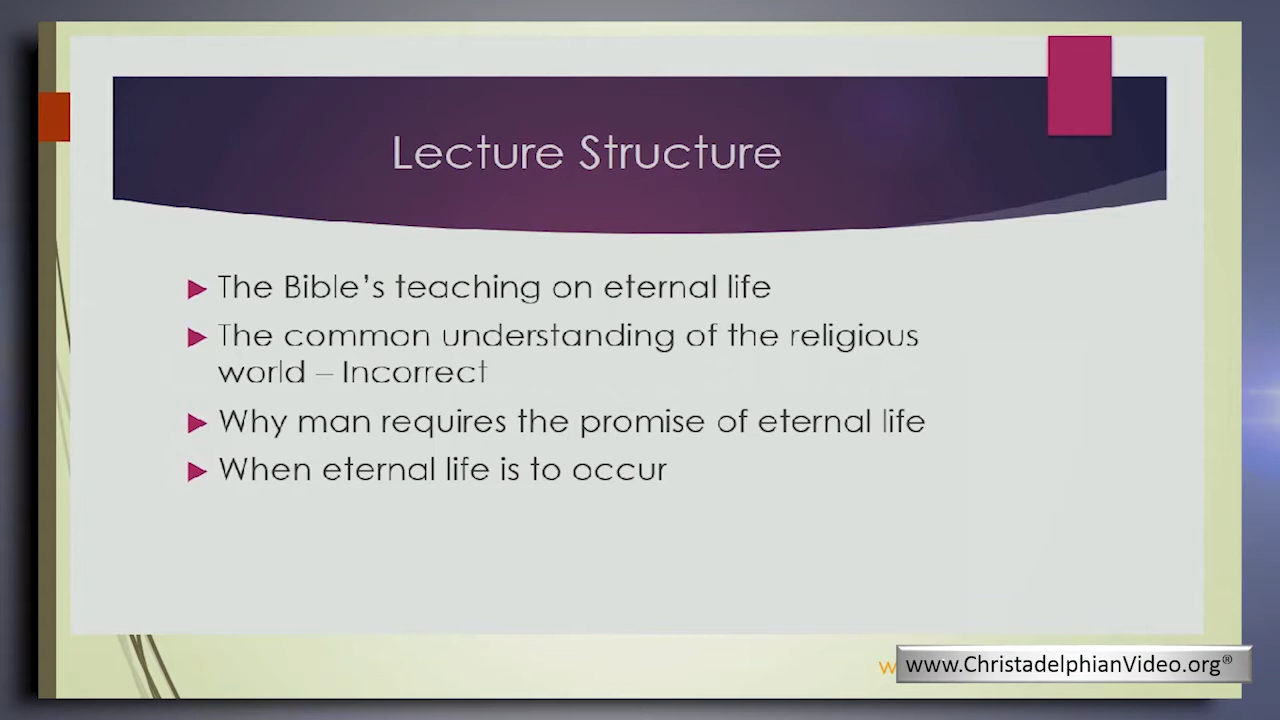 Lecture Structure
The Bible's teaching on eternal life
The common understanding of the religious
world – Incorrect
Why man requires the promise of eternal life
When eternal life is to occur
www.ChristadelphianVideo.org®